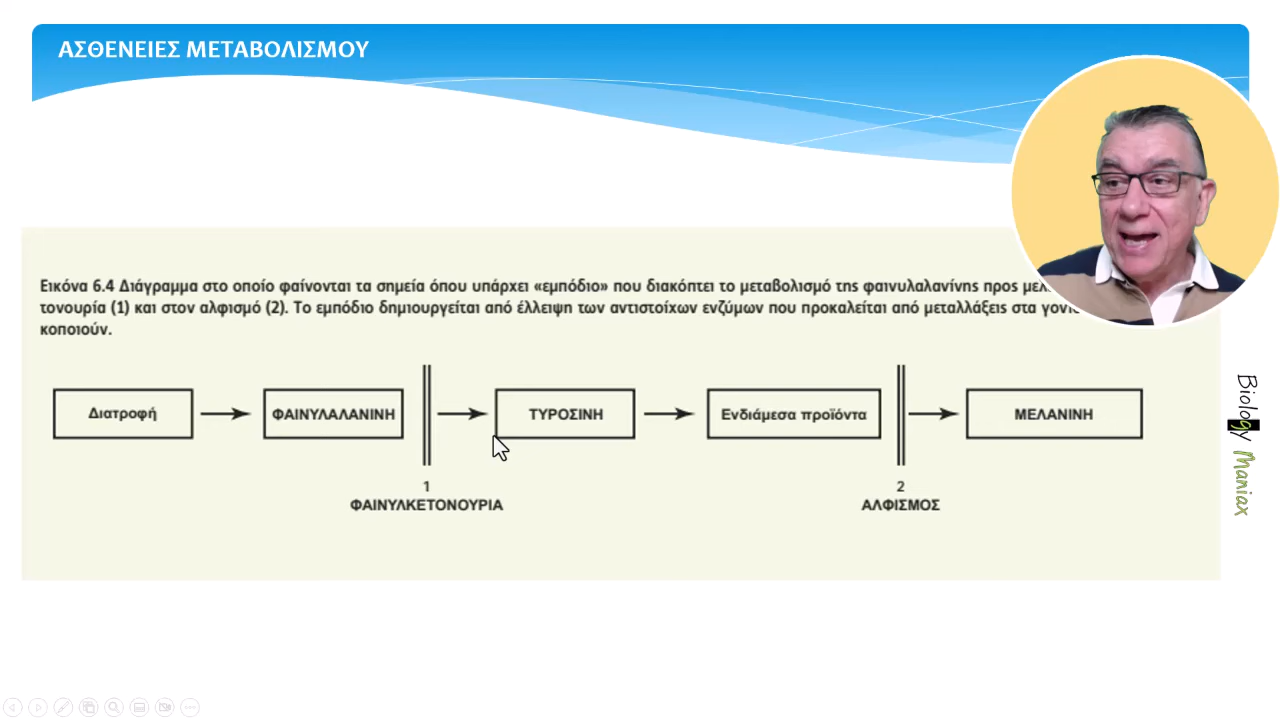 ΑΣΘΕΝΕΙΕΣ ΜΕΤΑΒΟΛΙΣΜΟΥ
Εικόνα 6.4 Διάγραμμα στο οποίο φαίνονται τα σημεία όπου υπάρχει «εμπόδιο» που διακόπτει το μεταβολισμό της φαινυλαλανίνης προς
τονουρία (1) και στον αλφισμό (2). Το εμπόδιο δημιουργείται από έλλειψη των αντιστοίχων ενζύμων που προκαλείται από μεταλλάξεις στα
κοποιούν.
Διατροφή
ΦΑΙΝΥΛΑΛΑΝΙΝΗ
ΤΥΡΟΣΙΝΗ
Ενδιάμεσα προϊόντα
ΜΕΛΑΝΙΝΗ
1
ΦΑΙΝΥΛΚΕΤΟΝΟΥΡΙΑ
2
ΑΛΦΙΣΜΟΣ
Biology Maniax